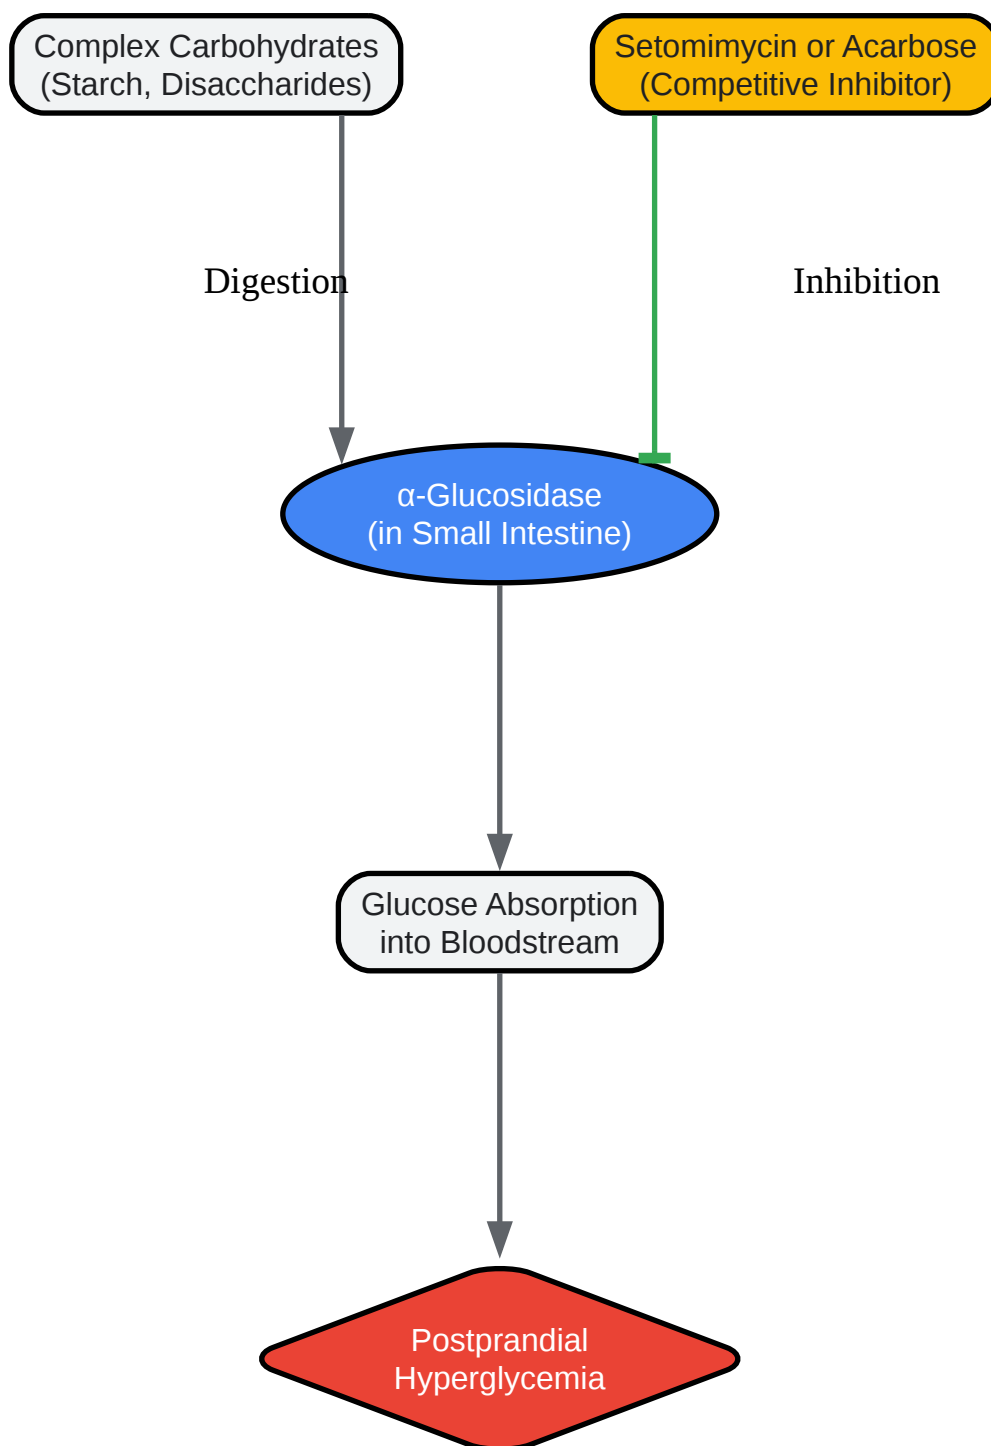 Complex Carbohydrates
(Starch, Disaccharides)
Setomimycin or Acarbose
(Competitive Inhibitor)
Digestion
Inhibition
α-Glucosidase
(in Small Intestine)
Glucose Absorption
into Bloodstream
Postprandial
Hyperglycemia